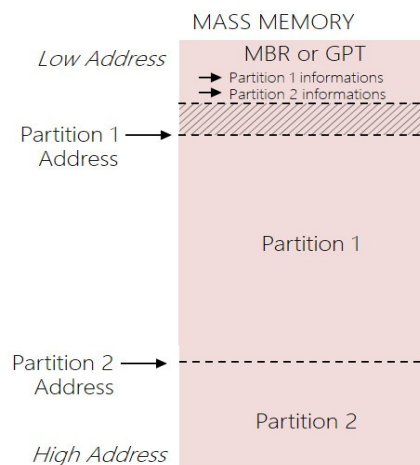 MASS MEMORY
Low Address
MBR or GPT
Partition 1 informations
Partition 2 informations
Partition 1
Address
Partition 1
Partition 2
Address
Partition 2
High Address